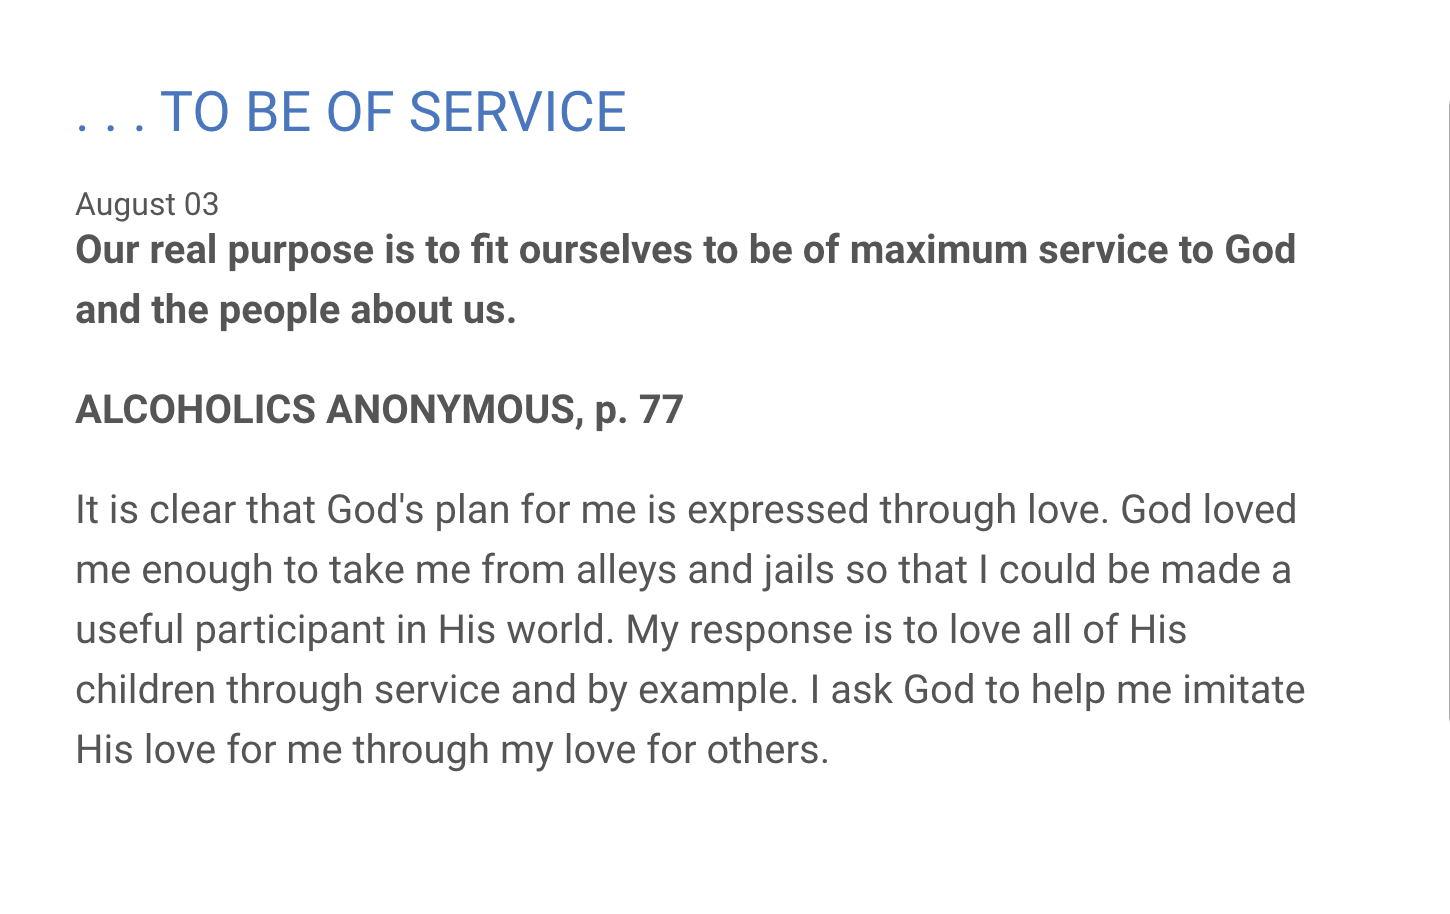 . . . TO BE OF SERVICE
August 03
Our real purpose is to fit ourselves to be of maximum service to God
and the people about us.
ALCOHOLICS ANONYMOUS, p. 77
It is clear that God's plan for me is expressed through love. God loved
me enough to take me from alleys and jails so that I could be made a
useful participant in His world. My response is to love all of His
children through service and by example. I ask God to help me imitate
His love for me through my love for others.